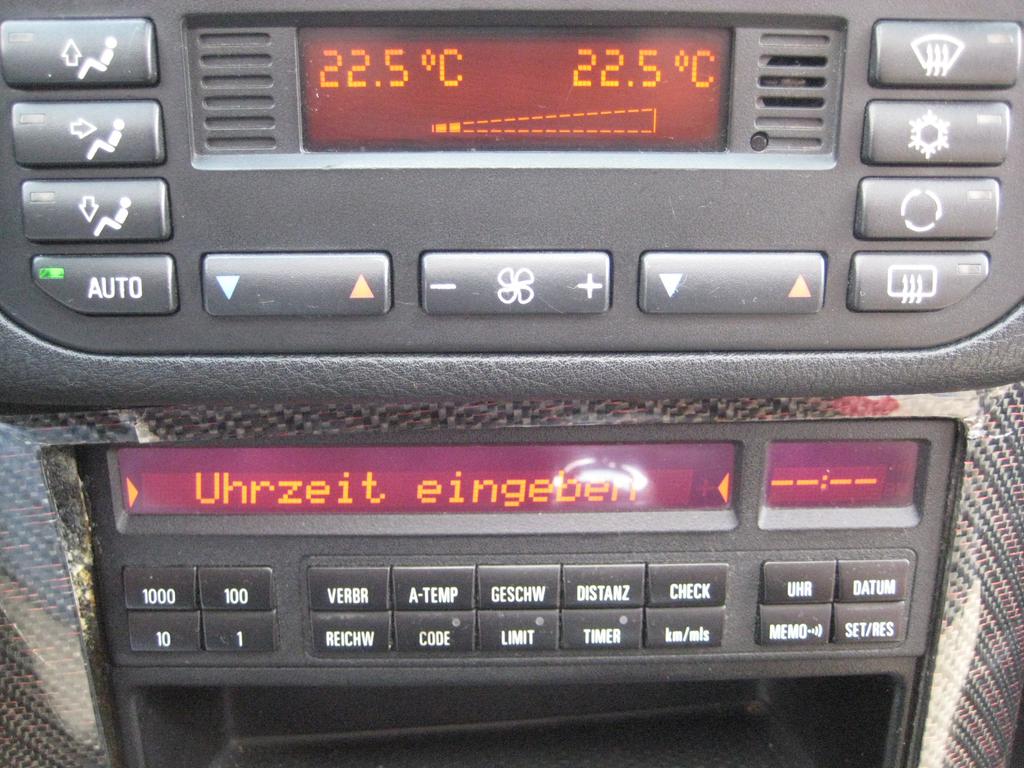 22.5 °C 22.5 °C
AUTO − +
Uhrzeit eingeben --:--
1000 100 VERBR A-TEMP GESCHW DISTANZ CHECK UHR DATUM
10 1 REICHW CODE LIMIT TIMER km/mls MEMO SET/RES